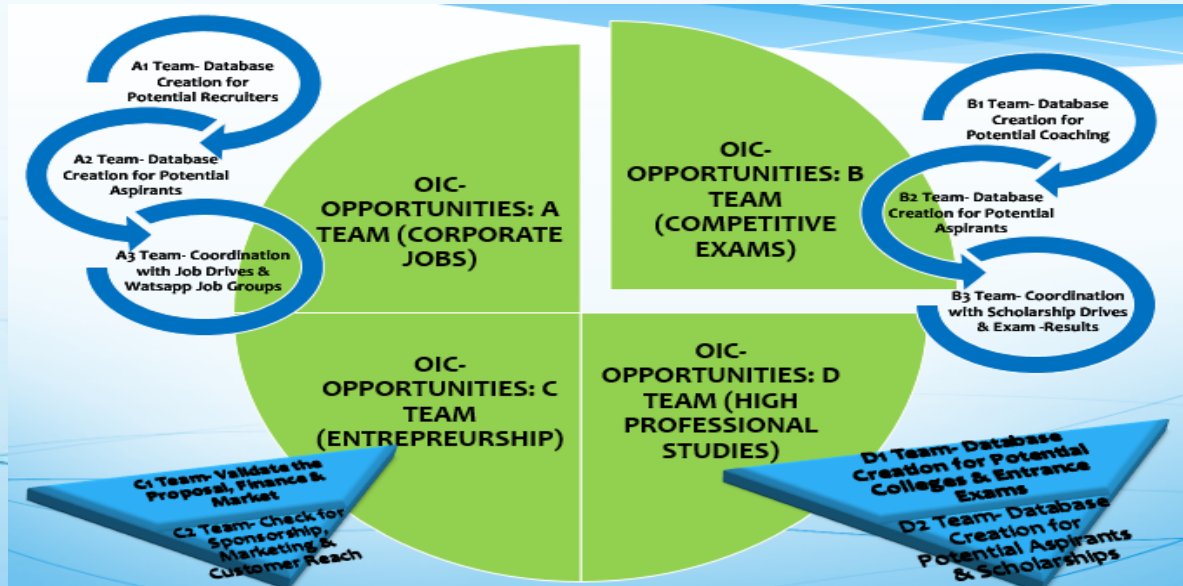 A1 Team- Database
Creation for
Potential Recruiters
A2 Team- Database
Creation for Potential
Aspirants
A3 Team- Coordination
with Job Drives &
Watsapp Job Groups
OIC-
OPPORTUNITIES: A
TEAM (CORPORATE
JOBS)
OIC-
OPPORTUNITIES: B
TEAM
(COMPETITIVE
EXAMS)
B1 Team- Database
Creation for
Potential Coaching
B2 Team- Database
Creation for Potential
Aspirants
B3 Team- Coordination
with Scholarship Drives
& Exam -Results
OIC-
OPPORTUNITIES: C
TEAM
(ENTREPREURSHIP)
OIC-
OPPORTUNITIES: D
TEAM (HIGH
PROFESSIONAL
STUDIES)
C1 Team- Validate the
Proposal, Finance &
Market
C2 Team- Check for
Sponsorship,
Marketing &
Customer Reach
D1 Team- Database
Creation for Potential
Colleges & Entrance
Exams
D2 Team- Database
Creation for
Potential Aspirants
& Scholarships